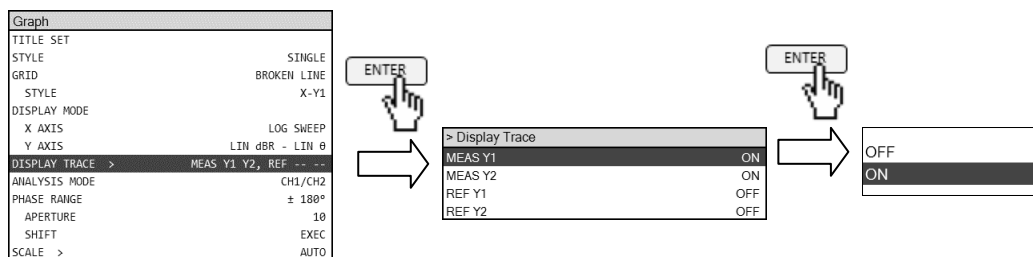 Graph
TITLE SET
STYLE SINGLE
GRID BROKEN LINE
STYLE X-Y1
DISPLAY MODE
X AXIS LOG SWEEP
Y AXIS LIN dBR - LIN θ
DISPLAY TRACE > MEAS Y1 Y2, REF -- --
ANALYSIS MODE CH1/CH2
PHASE RANGE ± 180°
APERTURE 10
SHIFT EXEC
SCALE > AUTO
ENTER
> Display Trace
MEAS Y1 ON
MEAS Y2 ON
REF Y1 OFF
REF Y2 OFF
ENTER
OFF
ON